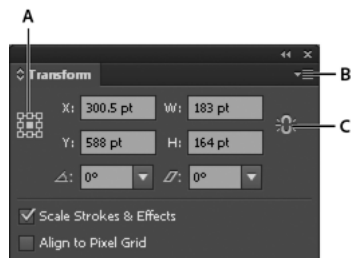 A
Transform
B
X: 300.5 pt W: 183 pt
C
Y: 588 pt H: 164 pt
0° 0°
Scale Strokes & Effects
Align to Pixel Grid